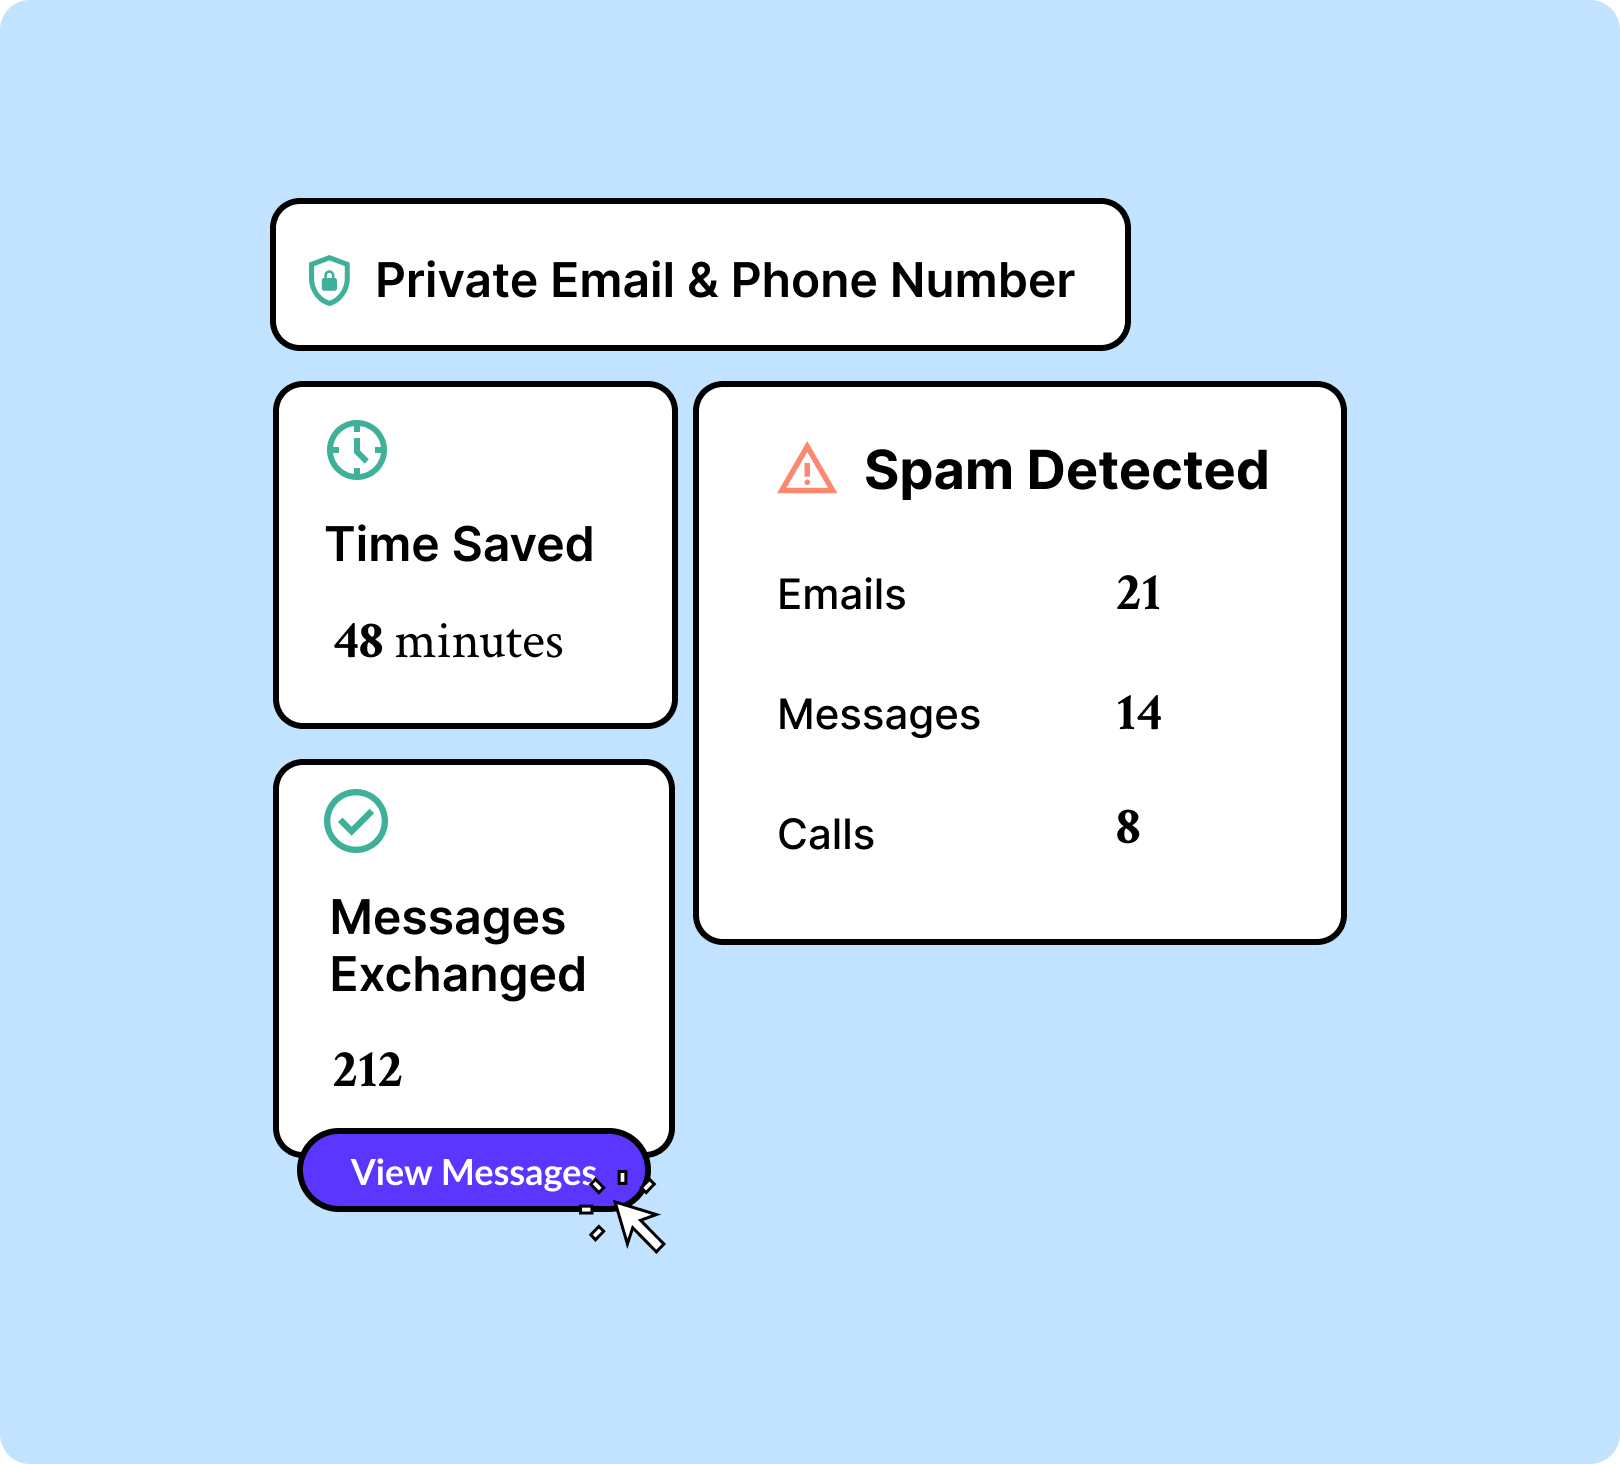 Private Email & Phone Number
Time Saved
48 minutes
Messages
Exchanged
212
View Messages
Spam Detected
Emails 21
Messages 14
Calls 8